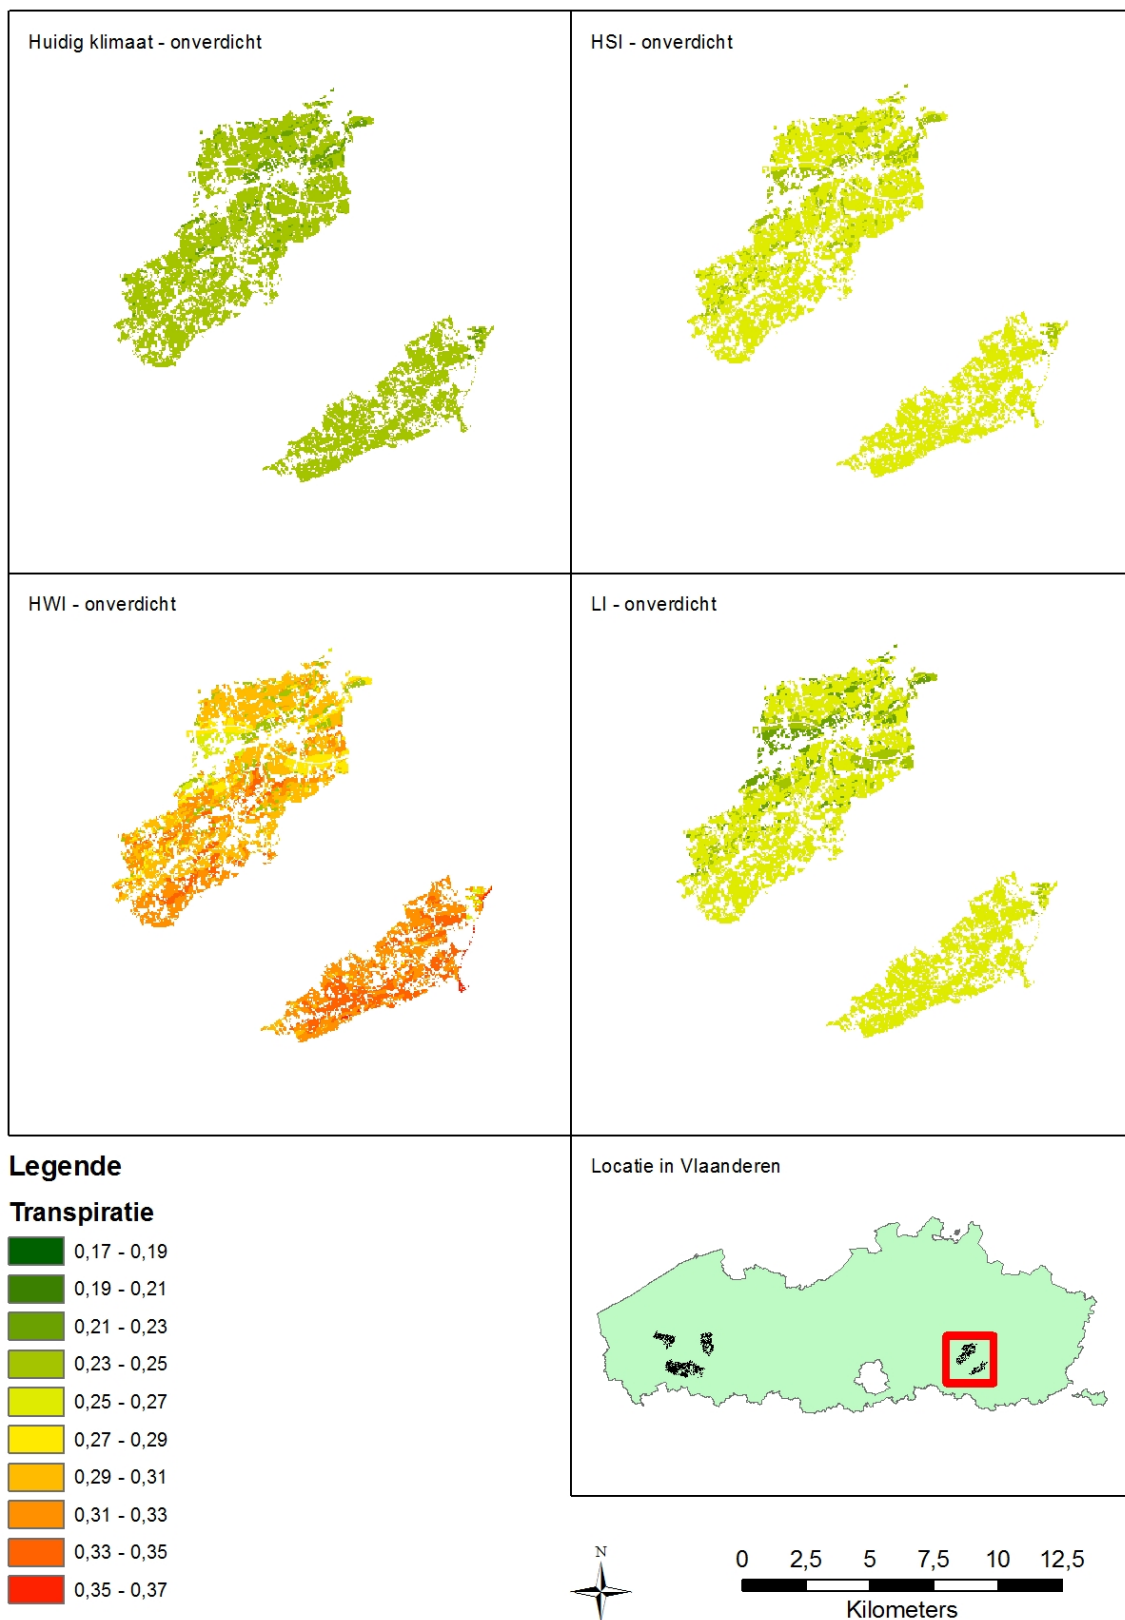 Huidig klimaat - onverdicht
HSI - onverdicht
HWI - onverdicht
LI - onverdicht
Legende
Transpiratie
0,17 - 0,19
0,19 - 0,21
0,21 - 0,23
0,23 - 0,25
0,25 - 0,27
0,27 - 0,29
0,29 - 0,31
0,31 - 0,33
0,33 - 0,35
0,35 - 0,37
Locatie in Vlaanderen
N
0 2,5 5 7,5 10 12,5
Kilometers